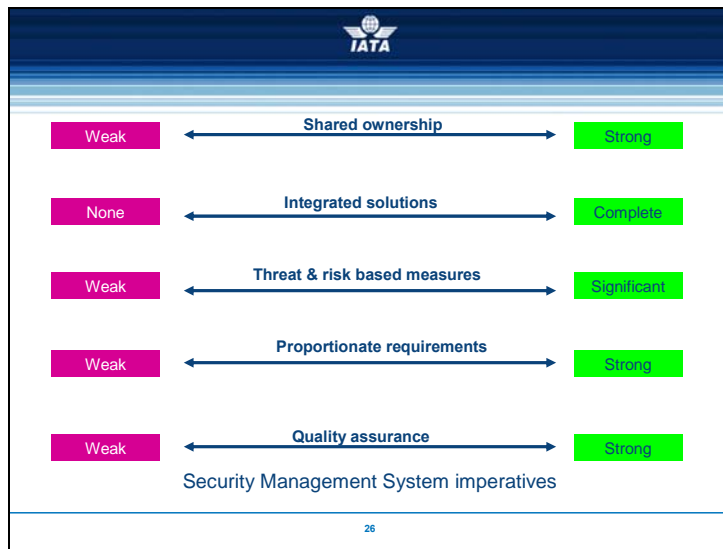 IATA
Shared ownership
Weak
Strong
Integrated solutions
None
Complete
Threat & risk based measures
Weak
Significant
Proportionate requirements
Weak
Strong
Quality assurance
Weak
Strong
Security Management System imperatives
26